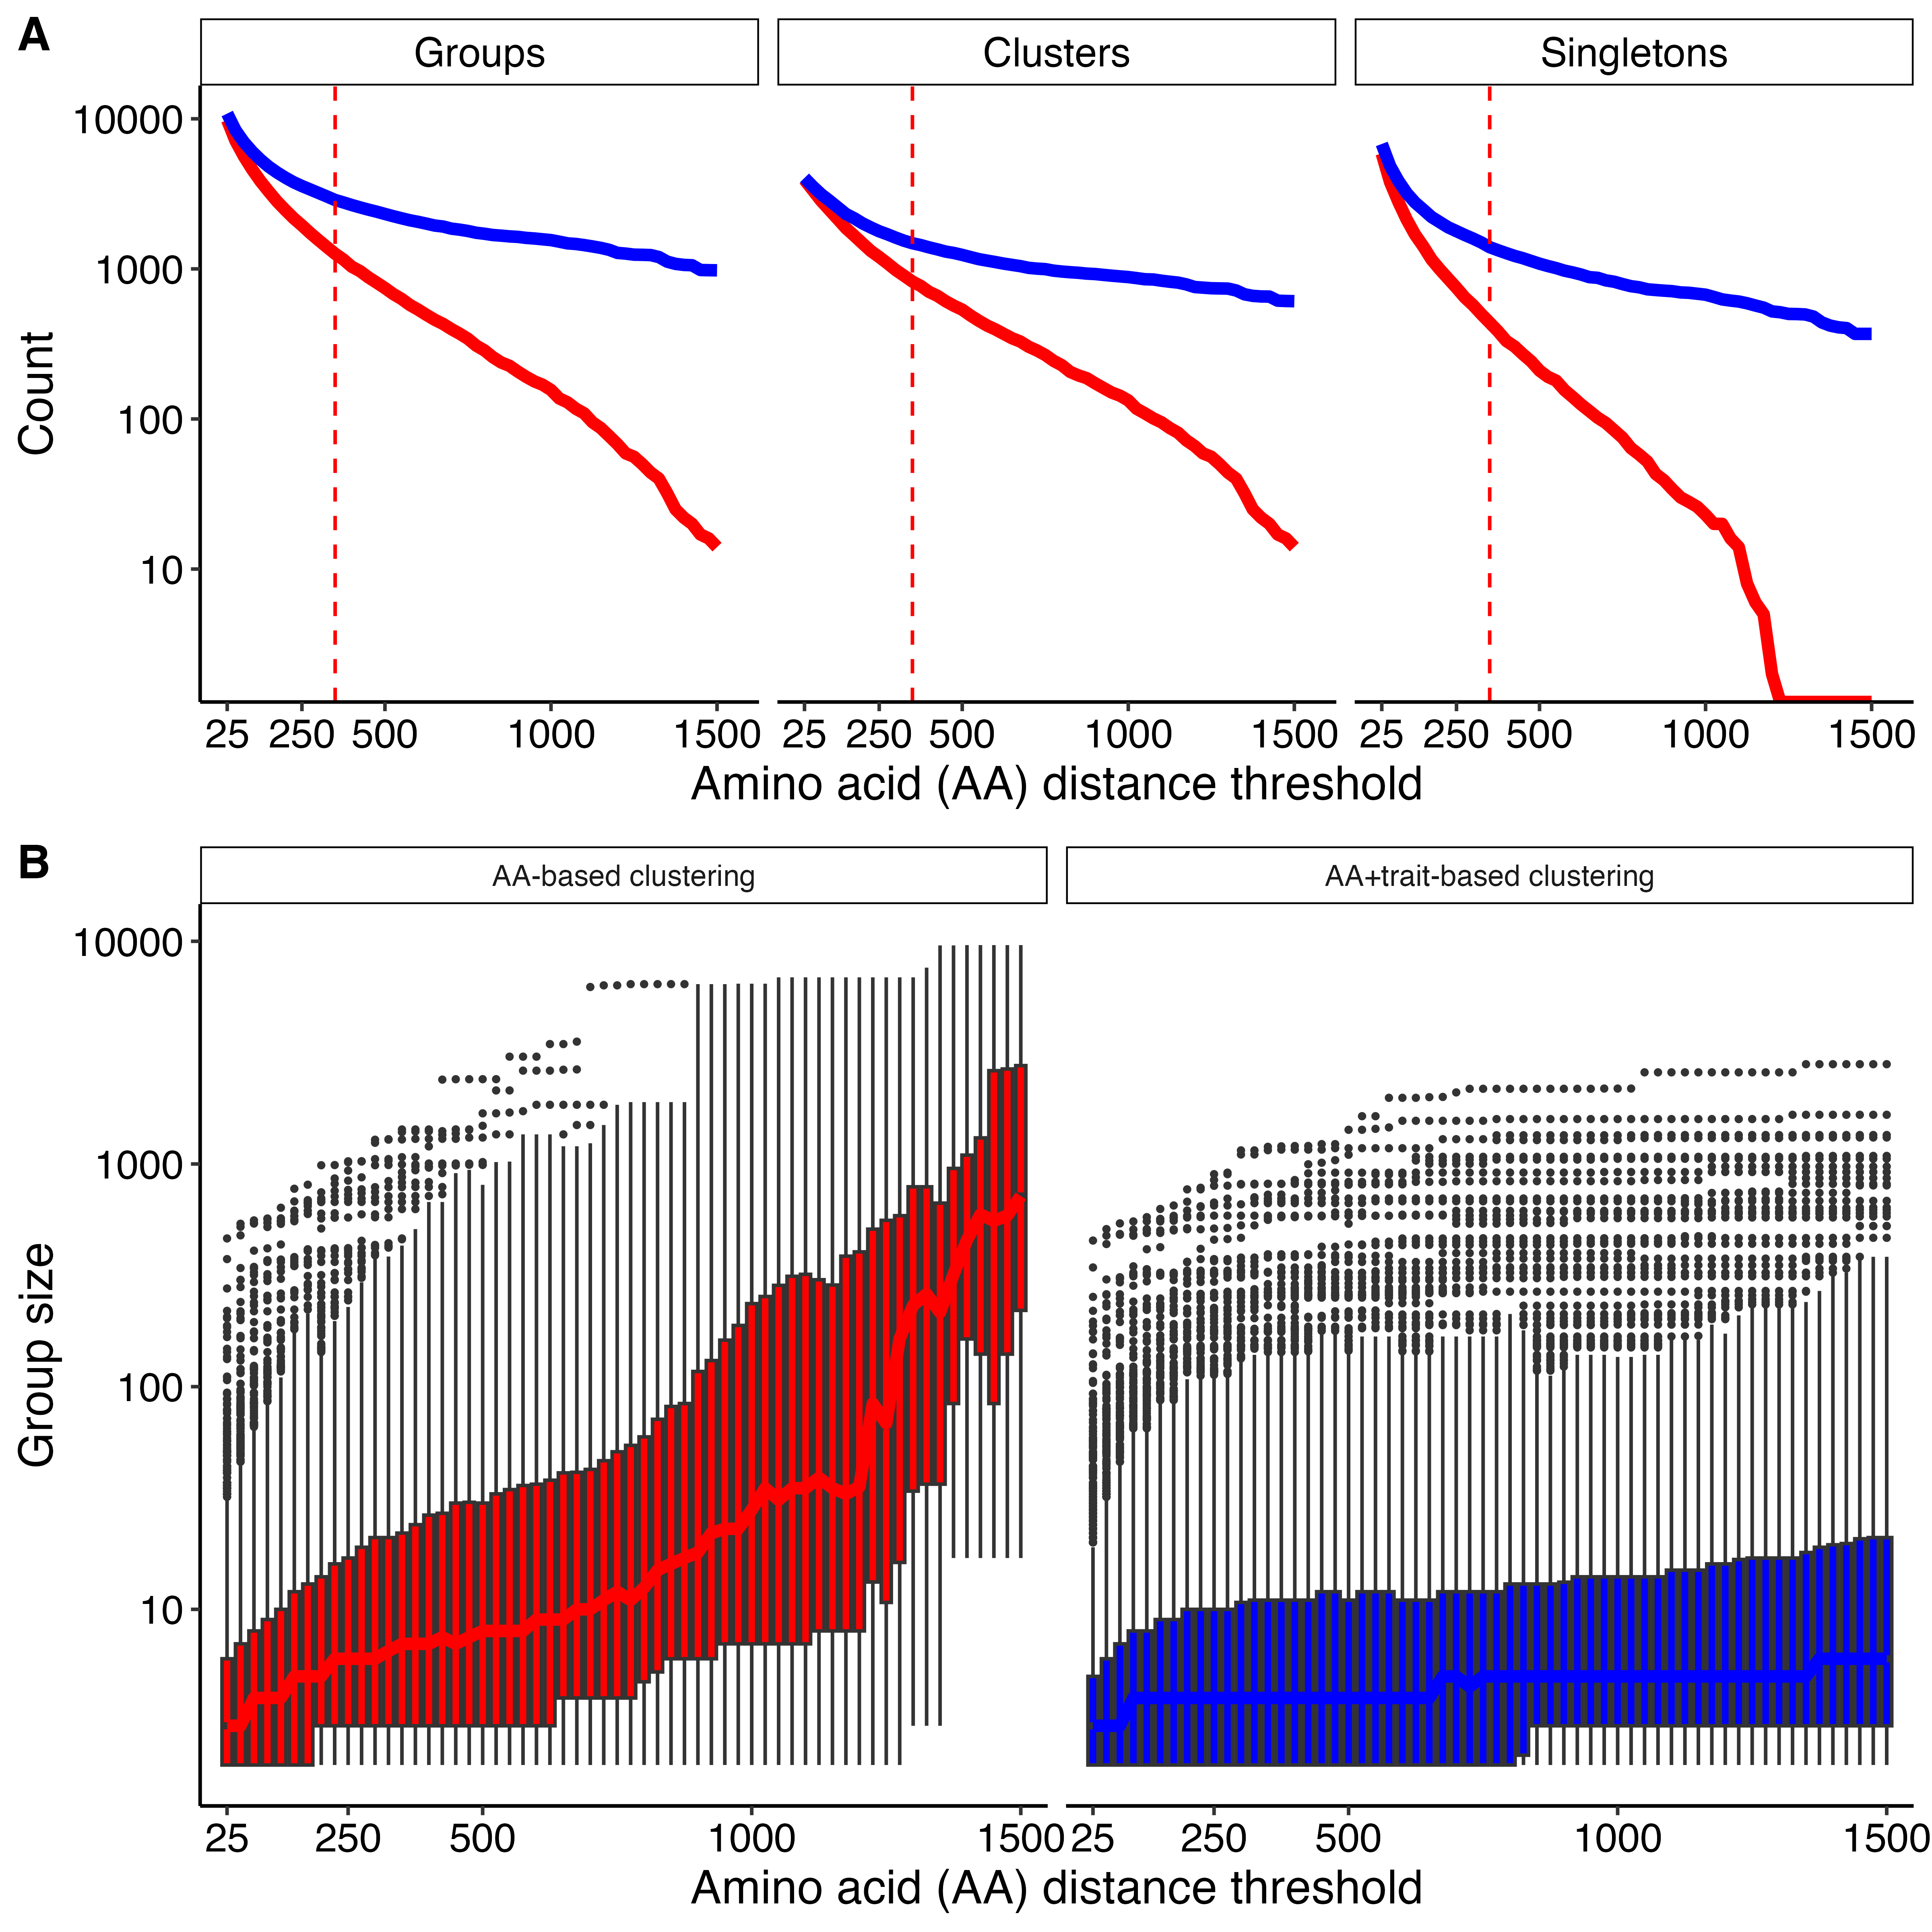 A
Groups Clusters Singletons
10000
1000
100
10
Count
25 250 500 1000 1500 25 250 500 1000 1500 25 250 500 1000 1500
Amino acid (AA) distance threshold
B
AA-based clustering AA+trait-based clustering
10000
1000
100
10
Group size
25 250 500 1000 1500 25 250 500 1000 1500
Amino acid (AA) distance threshold